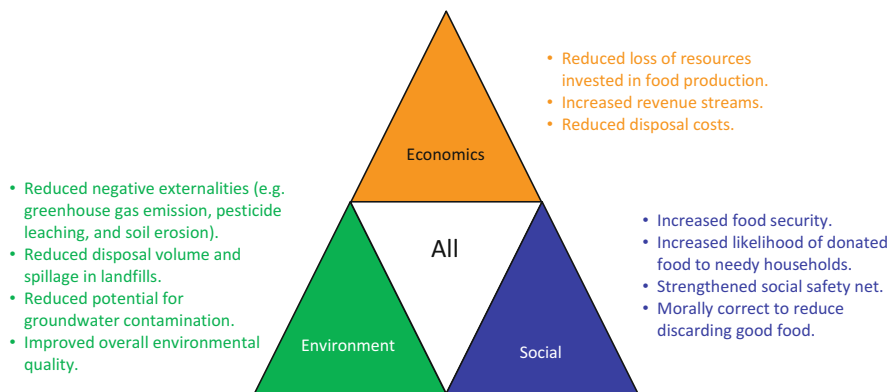 • Reduced loss of resources
invested in food production.
• Increased revenue streams.
• Reduced disposal costs.
Economics
• Reduced negative externalities (e.g.
greenhouse gas emission, pesticide
leaching, and soil erosion).
• Reduced disposal volume and
spillage in landfills.
• Reduced potential for
groundwater contamination.
• Improved overall environmental
quality.
All
• Increased food security.
• Increased likelihood of donated
food to needy households.
• Strengthened social safety net.
• Morally correct to reduce
discarding good food.
Environment
Social